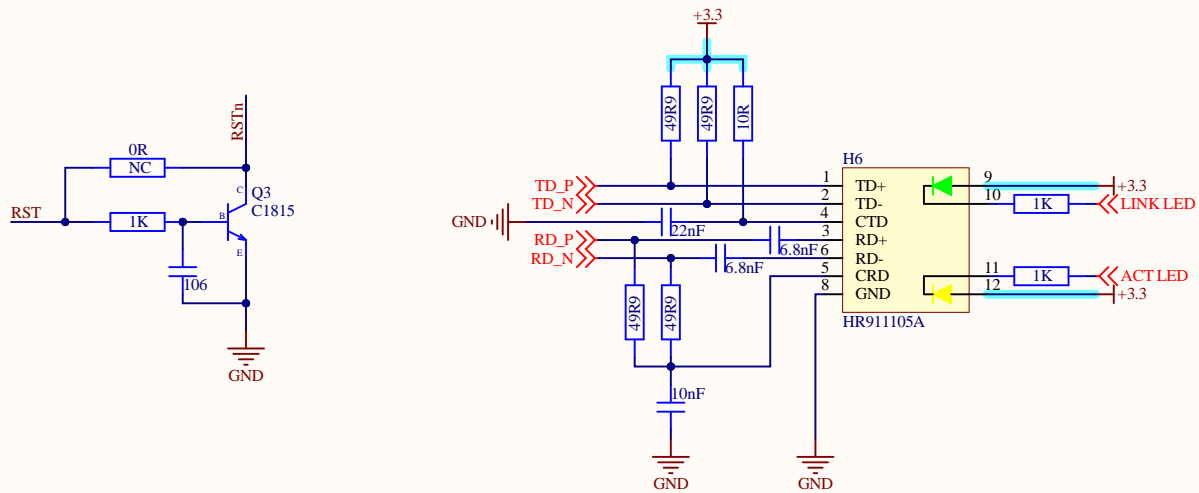 +3.3
49R9
49R9
10R
RSTn
0R
NC
H6
1
TD+
9
+3.3
TD_P
C
Q3
C1815
TD_N
2
TD-
10
1K
LINK LED
RST
1K
B
GND
22nF
4
CTD
RD_P
6.8nF
3
RD+
E
RD_N
6.8nF
6
RD-
106
5
CRD
11
1K
ACT LED
8
GND
12
+3.3
49R9
49R9
HR911105A
GND
10nF
GND
GND